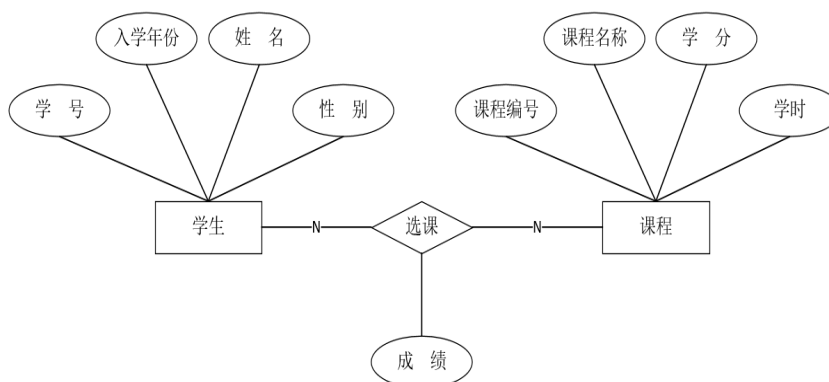 入学年份
姓 名
课程名称
学 分
学 号
性 别
课程编号
学时
学生
N
选课
N
课程
成 绩